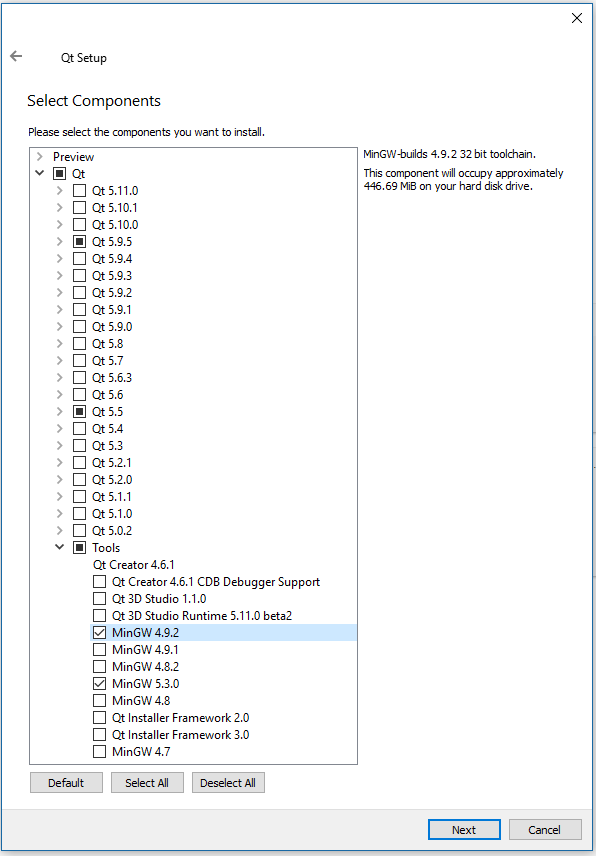 Qt Setup
Select Components
Please select the components you want to install.
Preview
Qt
Qt 5.11.0
Qt 5.10.1
Qt 5.10.0
Qt 5.9.5
Qt 5.9.4
Qt 5.9.3
Qt 5.9.2
Qt 5.9.1
Qt 5.9.0
Qt 5.8
Qt 5.7
Qt 5.6.3
Qt 5.6
Qt 5.5
Qt 5.4
Qt 5.3
Qt 5.2.1
Qt 5.2.0
Qt 5.1.1
Qt 5.1.0
Qt 5.0.2
Tools
Qt Creator 4.6.1
Qt Creator 4.6.1 CDB Debugger Support
Qt 3D Studio 1.1.0
Qt 3D Studio Runtime 5.11.0 beta2
MinGW 4.9.2
MinGW 4.9.1
MinGW 4.8.2
MinGW 5.3.0
MinGW 4.8
Qt Installer Framework 2.0
Qt Installer Framework 3.0
MinGW 4.7
MinGW-builds 4.9.2 32 bit toolchain.
This component will occupy approximately
446.69 MiB on your hard disk drive.
Default
Select All
Deselect All
Next
Cancel